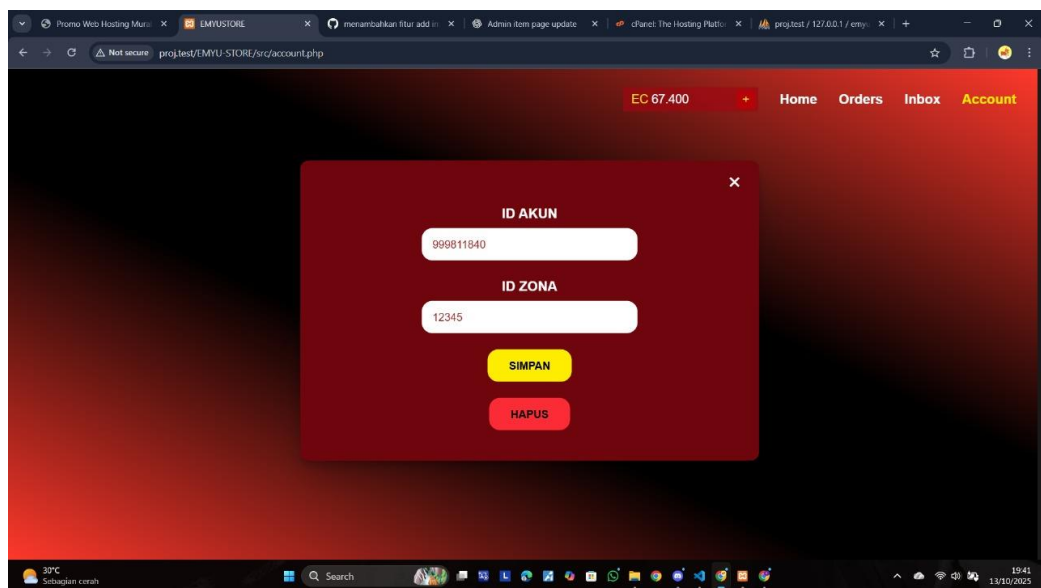 Promo Web Hosting Mura
EMYUSTORE
menambahkan fitur add in
Admin item page update
cPanel: The Hosting Platfo
proj.test / 127.0.0.1 / emyu
Not secure
proj.test/EMYU-STORE/src/account.php
EC 67.400 +
Home
Orders
Inbox
Account
ID AKUN
999811840
ID ZONA
12345
SIMPAN
HAPUS
30°C
Sebagian cerah
Search
19:41
13/10/2025